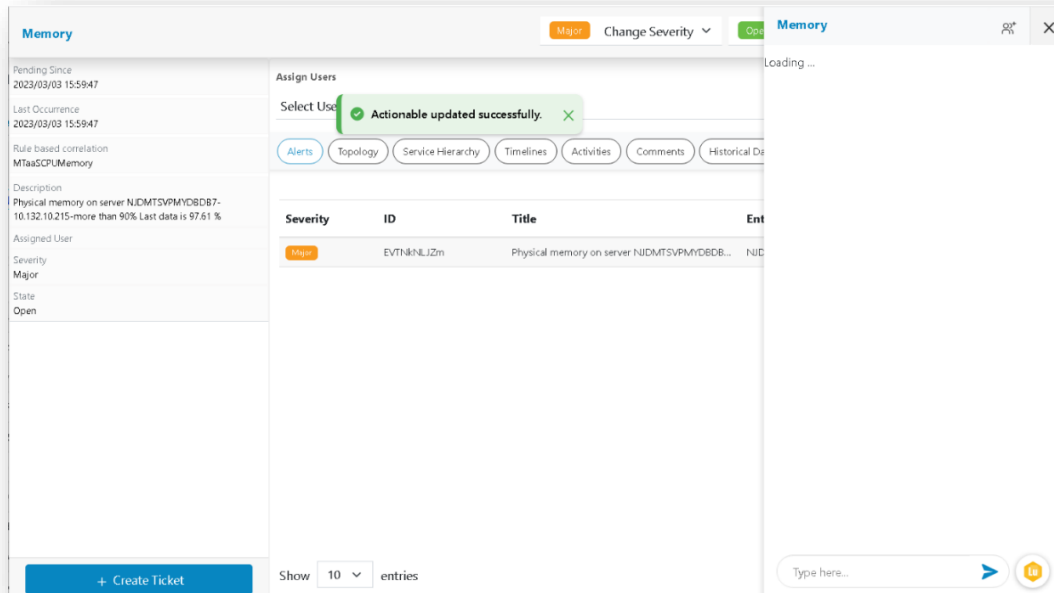 Memory
Major Change Severity
Memory
Loading ...
Pending Since
2023/03/03 15:59:47
Last Occurrence
2023/03/03 15:59:47
Rule based correlation
MTaaSCPUMemory
Description
Physical memory on server NJDMTSVPMYDBDB7-
10.132.10.215-more than 90% Last data is 97.61 %
Assigned User
Severity
Major
State
Open
+ Create Ticket
Assign Users
Select Use
Actionable updated successfully.
Alerts Topology Service Hierarchy Timelines Activities Comments Historical Da
Severity ID Title Ent
Major EVTNkNLJZm Physical memory on server NJDMTSVPMYDBDB... NJD
Show 10 entries
Type here...